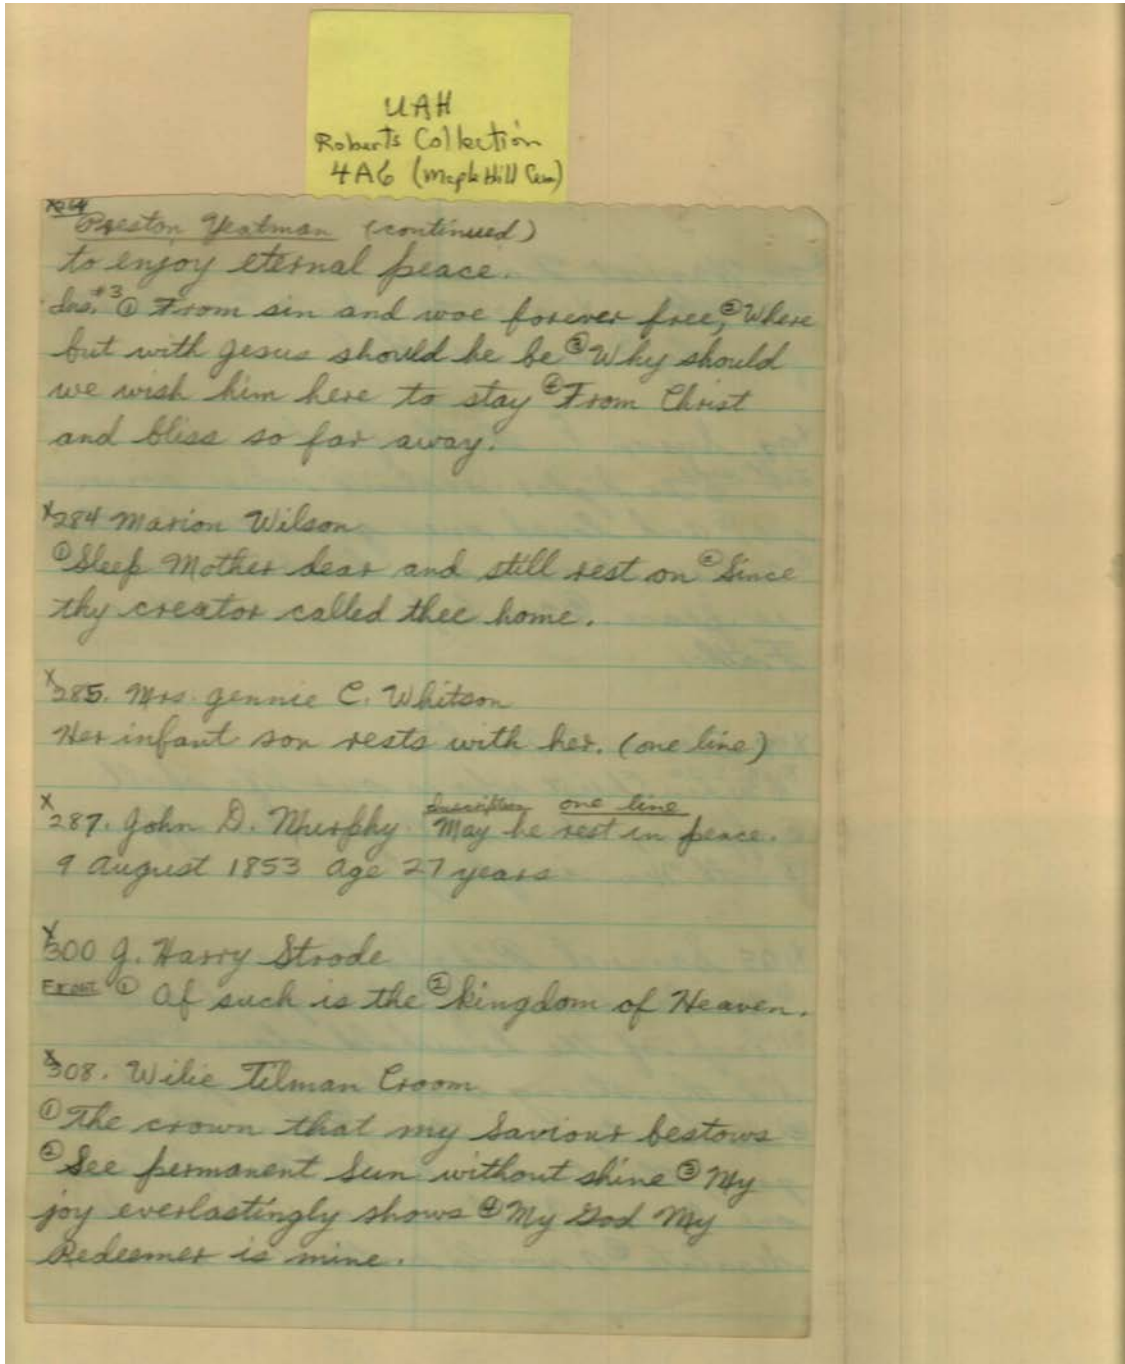 UAH
Roberts Collection
4A6 (Maple Hill Cem)
X264
Preston Yeatman (continued)
to enjoy eternal peace.
Ins. #3 ① From sin and woe forever free, ② Where
but with Jesus should he be ③ Why should
we wish him here to stay ④ From Christ
and bliss so far away.
X284 Marion Wilson
① Sleep Mother dear and still rest on ② Since
thy creator called thee home.
X285. Mrs. Jennie C. Whitson
Her infant son rests with her. (one line)
Inscription one line
X287. John D. Murphy May he rest in peace.
9 August 1853 Age 27 years
X300 J. Harry Strode
Front ① Of such is the ② kingdom of Heaven.
X308. Wilie Tilman Croom
① The crown that my Saviour bestows
② See permanent Sun without shine ③ My
joy everlastingly shows ④ My God My
Redeemer is mine.